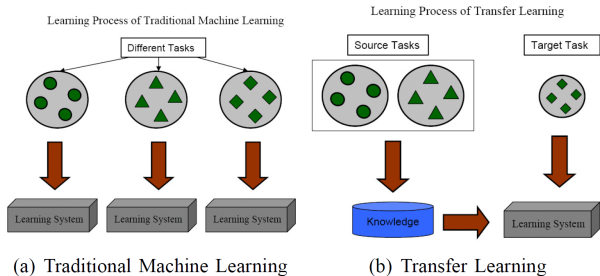 Learning Process of Traditional Machine Learning
Different Tasks
Learning System
Learning System
Learning System
(a) Traditional Machine Learning
Learning Process of Transfer Learning
Source Tasks
Target Task
Knowledge
Learning System
(b) Transfer Learning